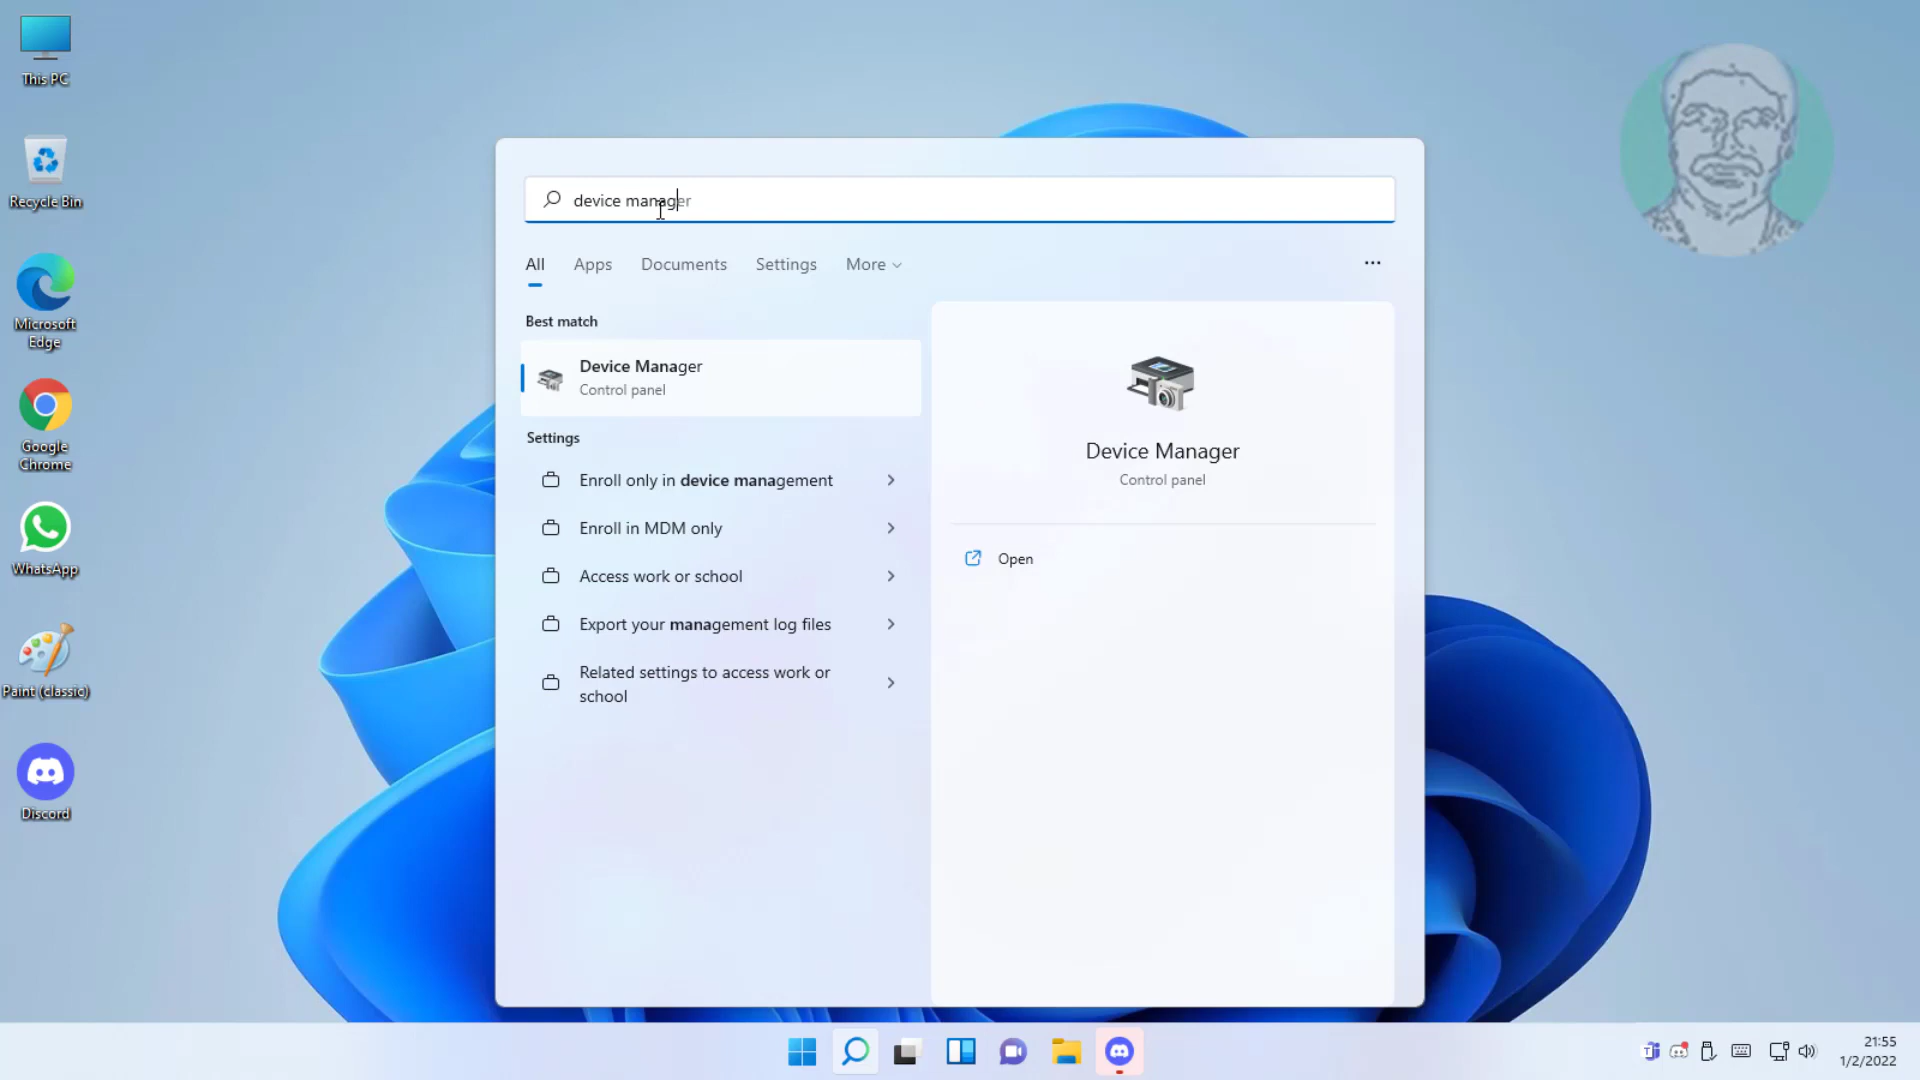 This PC
Recycle Bin
Microsoft
Edge
Google
Chrome
WhatsApp
Paint (classic)
Discord
device manager
All Apps Documents Settings More
Best match
Device Manager
Control panel
Settings
Enroll only in device management
Enroll in MDM only
Access work or school
Export your management log files
Related settings to access work or
school
Device Manager
Control panel
Open
21:55
1/2/2022